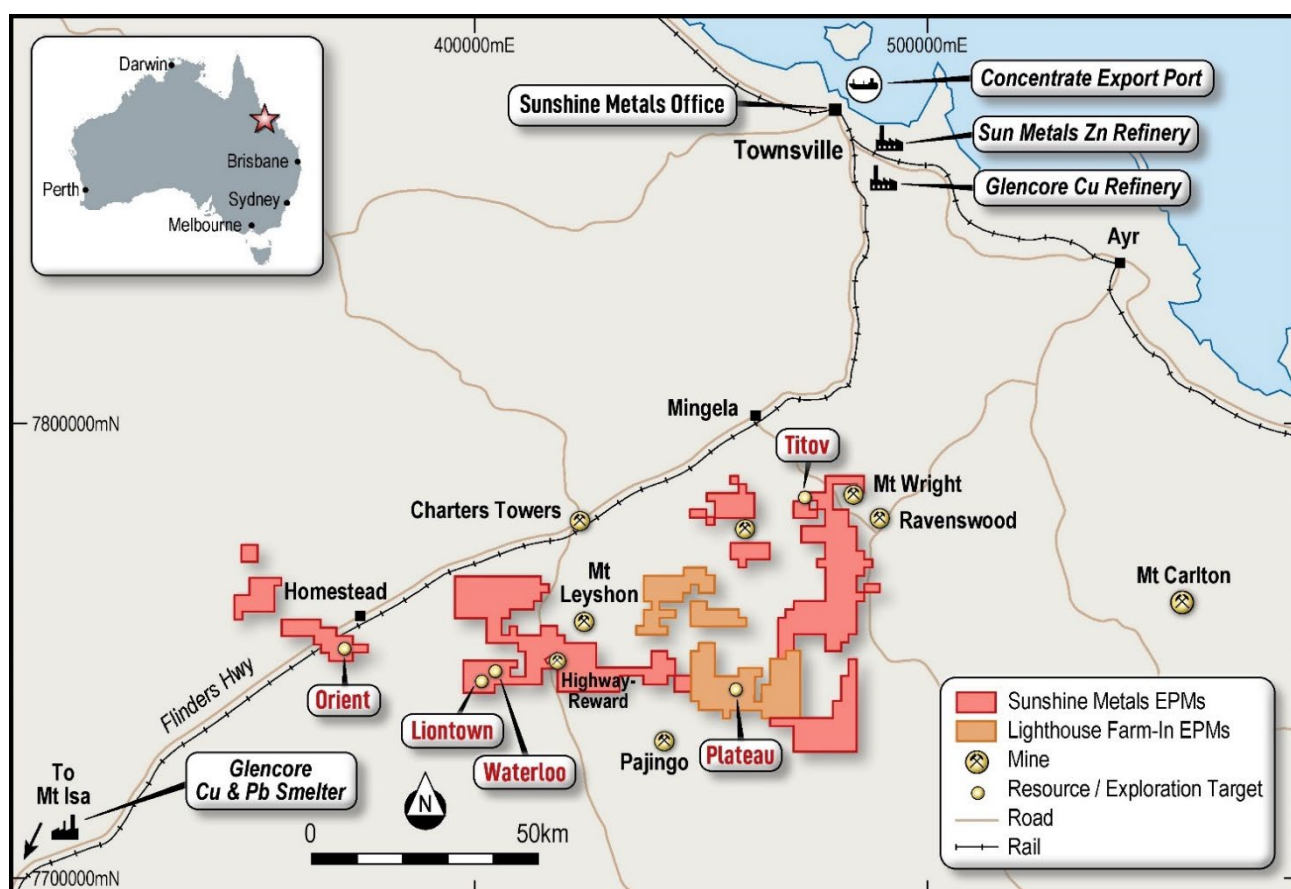 400000mE
500000mE
Darwin
Brisbane
Perth
Sydney
Melbourne
Sunshine Metals Office
Concentrate Export Port
Townsville
Sun Metals Zn Refinery
Glencore Cu Refinery
Ayr
7800000mN
Mingela
Titov
Mt Wright
Charters Towers
Ravenswood
Homestead
Mt
Leyshon
Mt Carlton
Orient
Flinders Hwy
Highway-
Reward
Liontown
Waterloo
Pajingo
Plateau
To
Mt Isa
Glencore
Cu & Pb Smelter
N
0
50km
Sunshine Metals EPMs
Lighthouse Farm-In EPMs
Mine
Resource / Exploration Target
Road
Rail
7700000mN